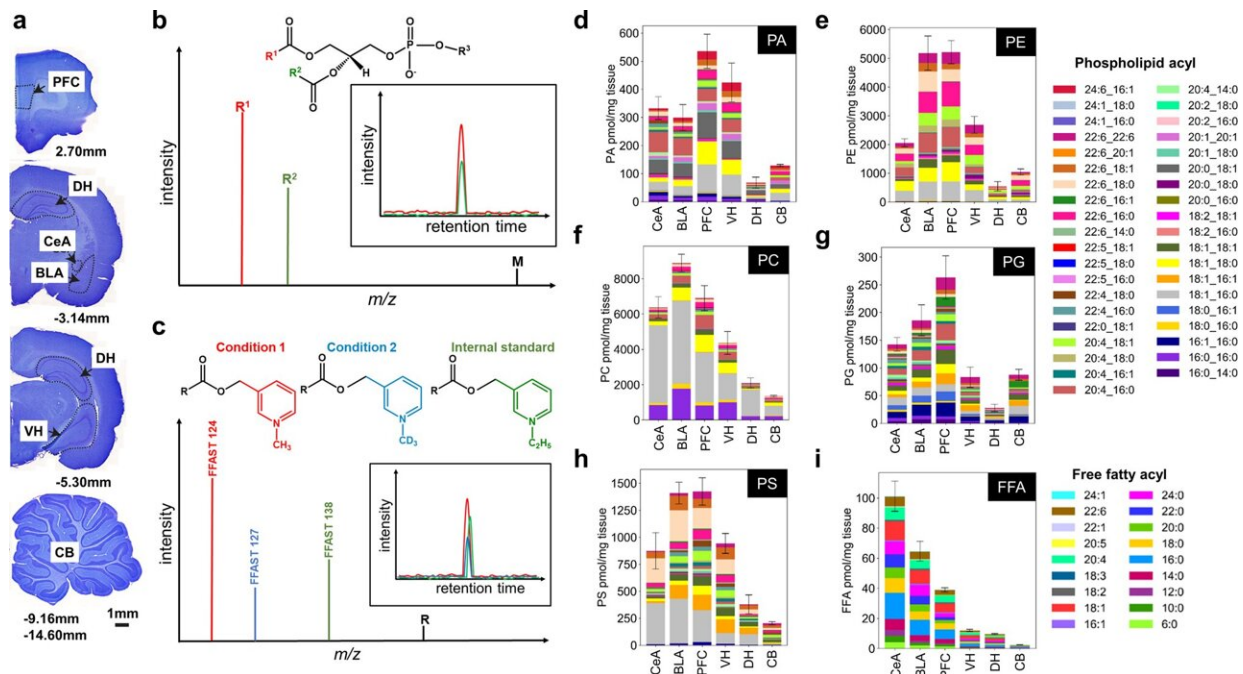 a
PFC
2.70mm
DH
CeA
BLA
-3.14mm
DH
VH
-5.30mm
CB
-9.16mm
-14.60mm
1mm
b
intensity
R1
R2
M
m/z
O
R1
O
O
P
O
R3
O-
R2
O
H
O
intensity
retention time
c
Condition 1
Condition 2
Internal standard
O
R
O
N
CH3
O
R
O
N
CD3
O
R
O
N
C2H5
intensity
FFAST 124
FFAST 127
FFAST 138
R
m/z
intensity
retention time
d
PA
PA pmol/mg tissue
600
500
400
300
200
100
0
CeA
BLA
PFC
VH
DH
CB
e
PE
PE pmol/mg tissue
6000
5000
4000
3000
2000
1000
0
CeA
BLA
PFC
VH
DH
CB
f
PC
PC pmol/mg tissue
8000
6000
4000
2000
0
CeA
BLA
PFC
VH
DH
CB
g
PG
PG pmol/mg tissue
300
250
200
150
100
50
0
CeA
BLA
PFC
VH
DH
CB
h
PS
PS pmol/mg tissue
1500
1250
1000
750
500
250
0
CeA
BLA
PFC
VH
DH
CB
i
FFA
FFA pmol/mg tissue
100
80
60
40
20
0
CeA
BLA
PFC
VH
DH
CB
Phospholipid acyl
24:6_16:1
24:1_18:0
24:1_16:0
22:6_22:6
22:6_20:1
22:6_18:1
22:6_18:0
22:6_16:1
22:6_16:0
22:6_14:0
22:5_18:1
22:5_18:0
22:5_16:0
22:4_18:0
22:4_16:0
22:0_18:1
20:4_18:1
20:4_18:0
20:4_16:1
20:4_16:0
20:4_14:0
20:2_18:0
20:2_16:0
20:1_20:1
20:1_18:0
20:0_18:1
20:0_18:0
20:0_16:0
18:2_18:1
18:2_16:0
18:1_18:1
18:1_18:0
18:1_16:1
18:1_16:0
18:0_16:1
18:0_16:0
16:1_16:0
16:0_16:0
16:0_14:0
Free fatty acyl
24:1
22:6
22:1
20:5
20:4
18:3
18:2
18:1
16:1
24:0
22:0
20:0
18:0
16:0
14:0
12:0
10:0
6:0